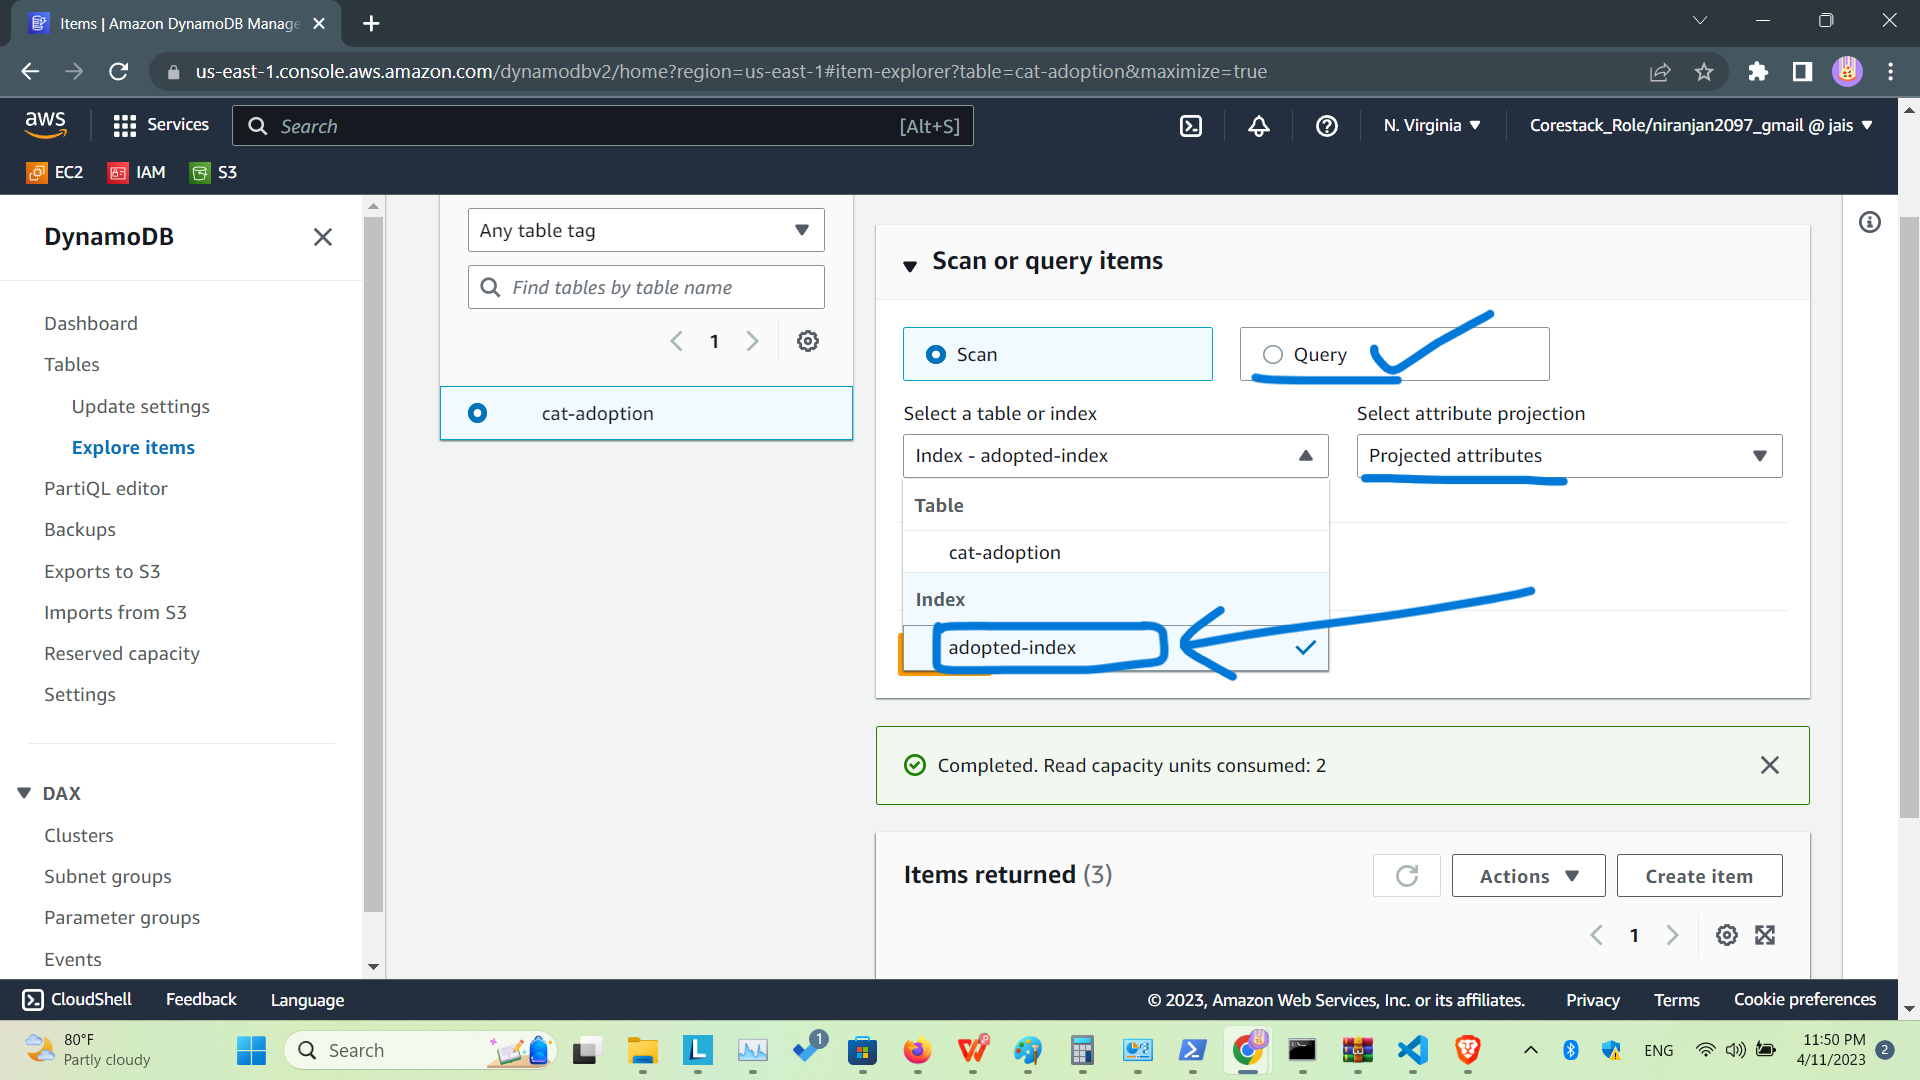 Items | Amazon DynamoDB Manage
us-east-1.console.aws.amazon.com/dynamodbv2/home?region=us-east-1#item-explorer?table=cat-adoption&maximize=true
aws
Services
Search
[Alt+S]
N. Virginia
Corestack_Role/niranjan2097_gmail @ jais
EC2
IAM
S3
DynamoDB
Dashboard
Tables
Update settings
Explore items
PartiQL editor
Backups
Exports to S3
Imports from S3
Reserved capacity
Settings
DAX
Clusters
Subnet groups
Parameter groups
Events
Any table tag
Find tables by table name
1
cat-adoption
Scan or query items
Scan
Query
Select a table or index
Select attribute projection
Index - adopted-index
Projected attributes
Table
cat-adoption
Index
adopted-index
Completed. Read capacity units consumed: 2
Items returned (3)
Actions
Create item
1
CloudShell
Feedback
Language
© 2023, Amazon Web Services, Inc. or its affiliates.
Privacy
Terms
Cookie preferences
80°F
Partly cloudy
Search
L
1
ENG
11:50 PM
4/11/2023
2